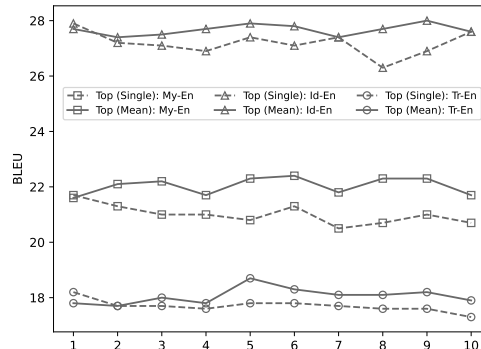 28
26
24
22
20
18
BLEU
Top (Single): My-En
Top (Mean): My-En
Top (Single): Id-En
Top (Mean): Id-En
Top (Single): Tr-En
Top (Mean): Tr-En
1 2 3 4 5 6 7 8 9 10